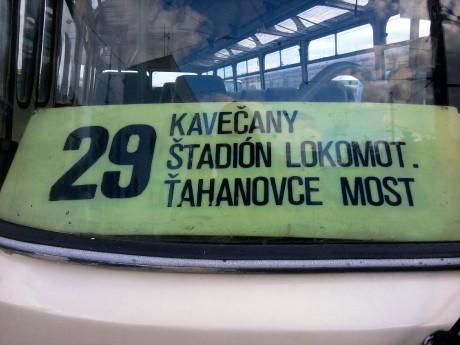 29
KAVEČANY
ŠTADIÓN LOKOMOT.
ŤAHANOVCE MOST